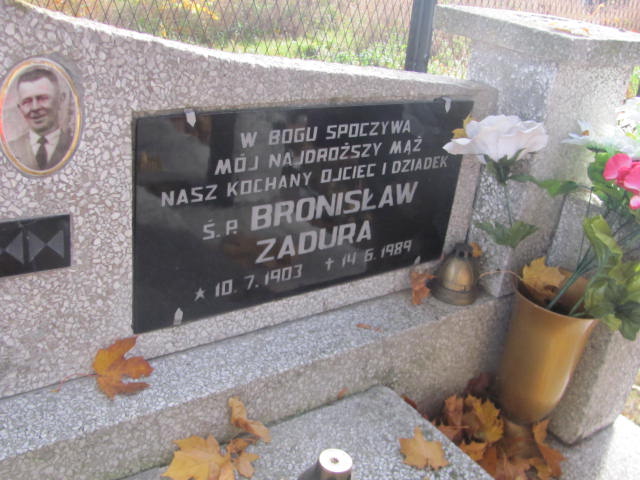 W BOGU SPOCZYWA
MÓJ NAJDROŻSZY MĄŻ
NASZ KOCHANY OJCIEC I DZIADEK
Ś. P. BRONISŁAW
ZADURA
★ 10. 7. 1903 ✝ 14. 6. 1989